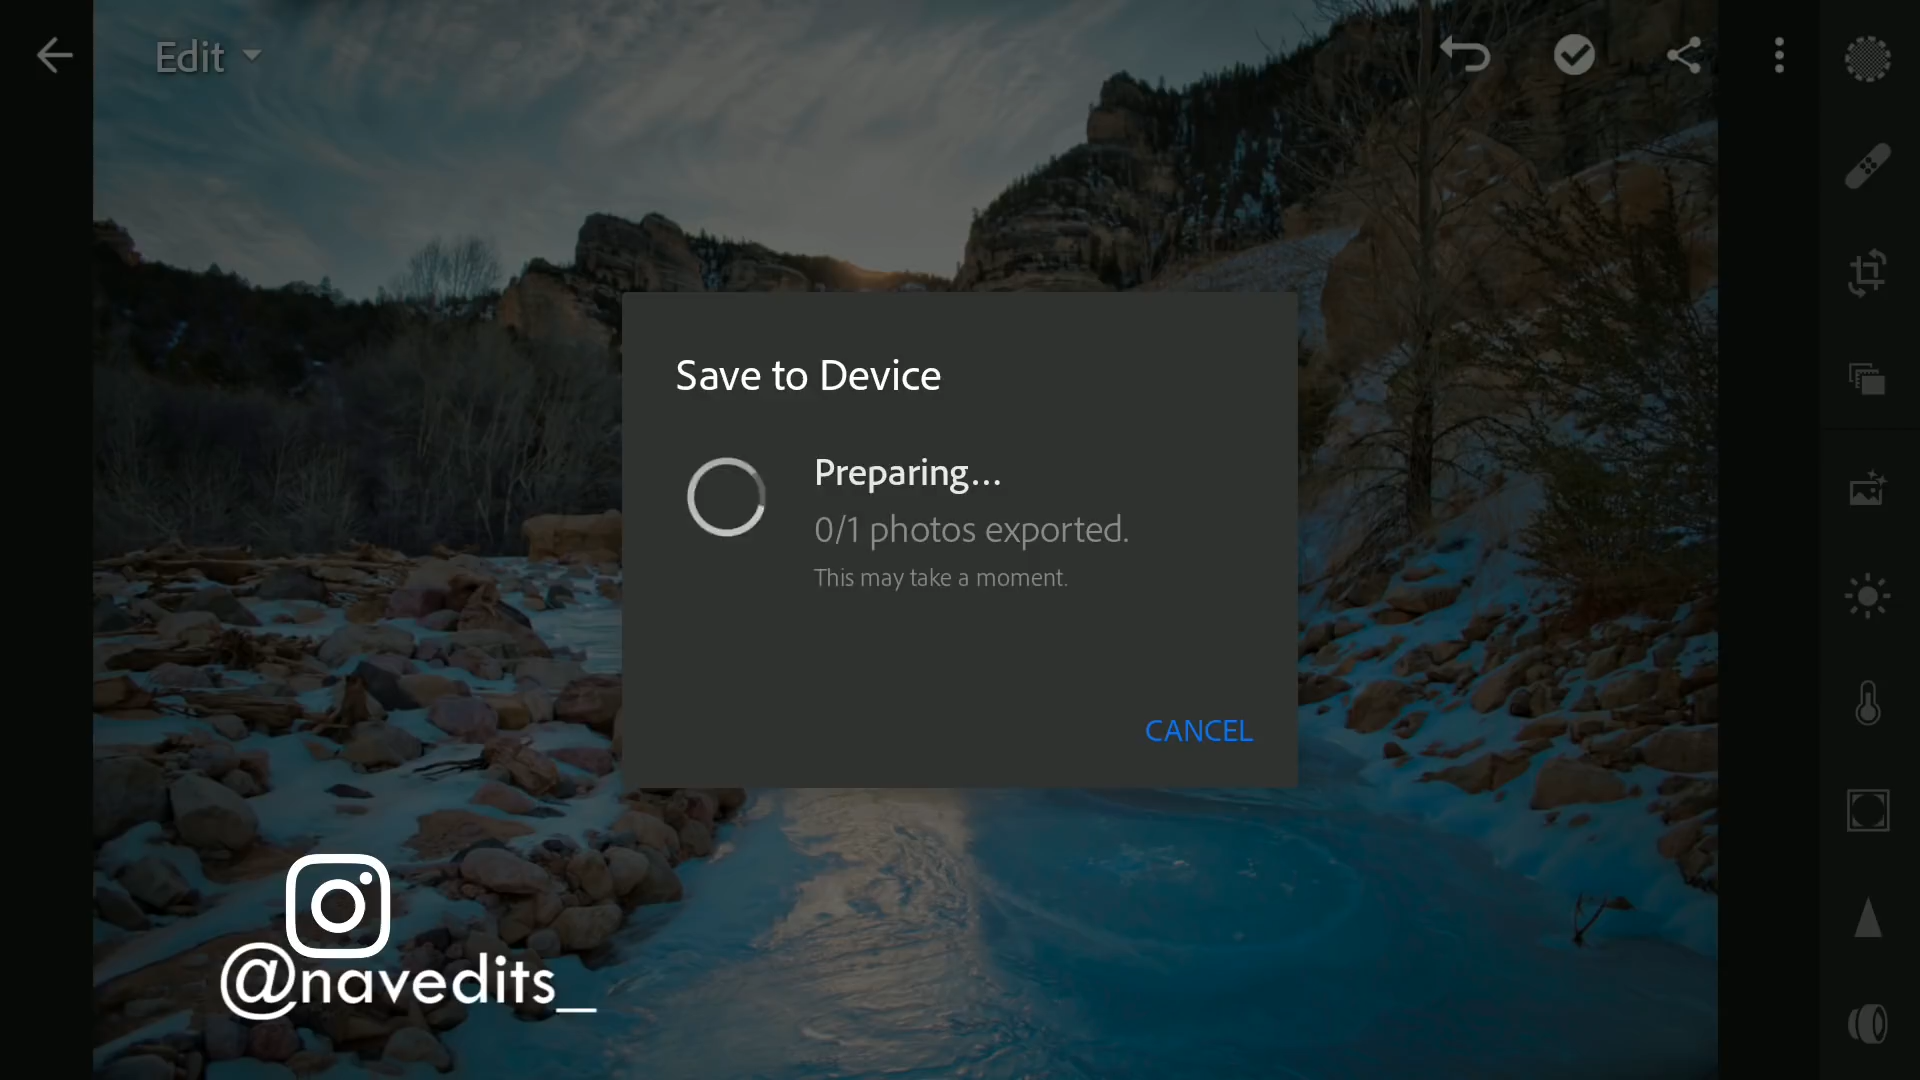 Edit
Save to Device
Preparing...
0/1 photos exported.
This may take a moment.
CANCEL
@navedits_